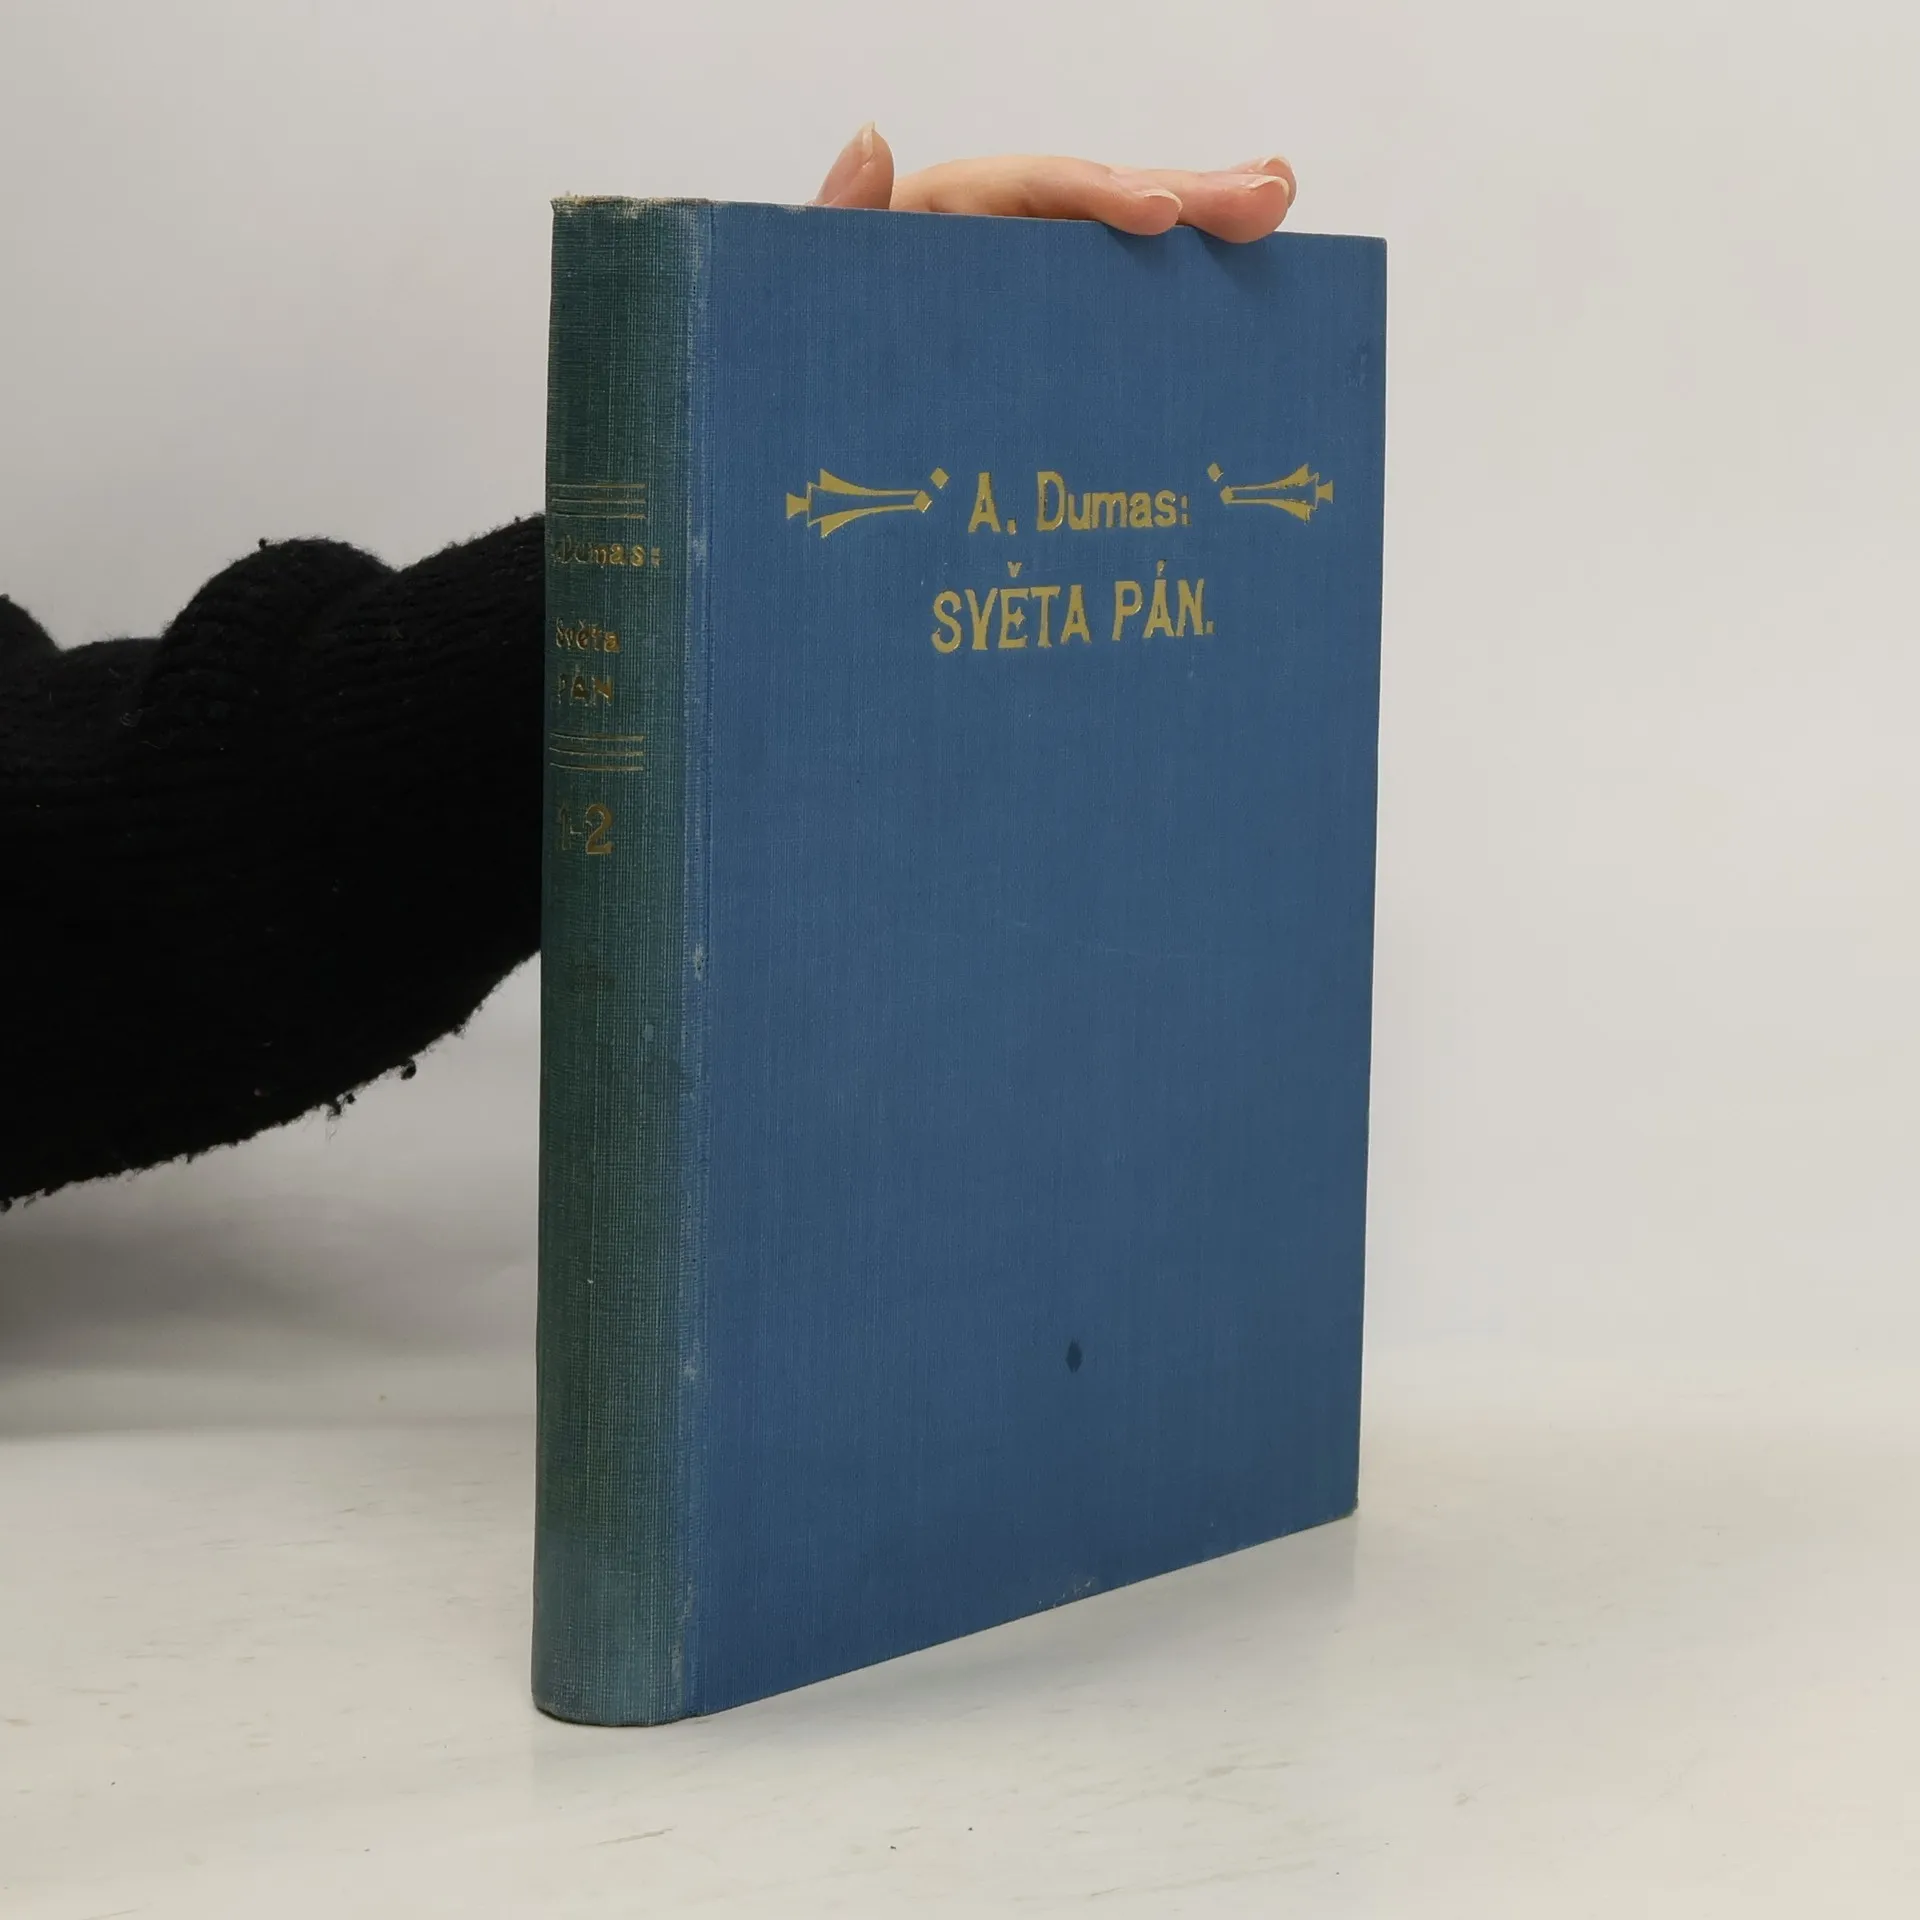 A. Dumas:
SVĚTA PÁN.
Dumas:
Světa
PÁN
1-2